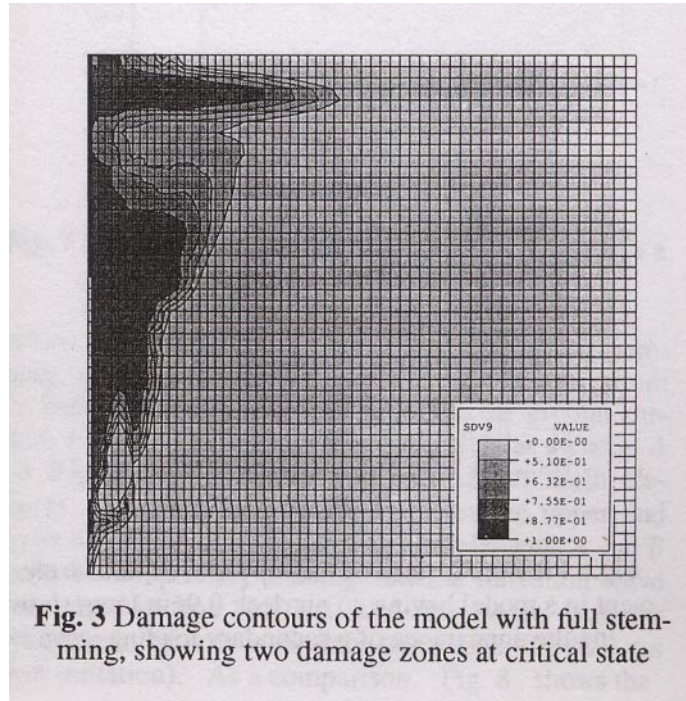 SDV9 VALUE
+0.00E-00
+5.10E-01
+6.32E-01
+7.55E-01
+8.77E-01
+1.00E+00
Fig. 3 Damage contours of the model with full stem-
ming, showing two damage zones at critical state